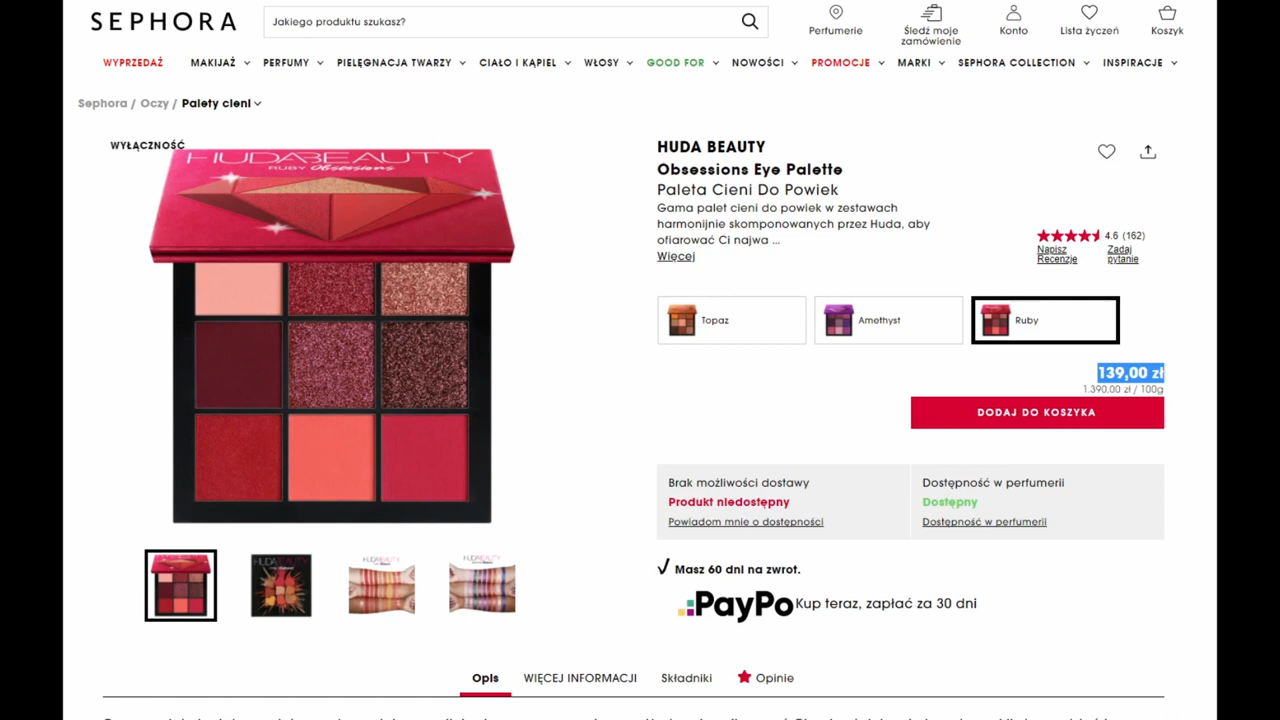 SEPHORA
Jakiego produktu szukasz?
Perfumerie
Śledź moje
zamówienie
Konto
Lista życzeń
Koszyk
WYPRZEDAŻ
MAKIJAŻ
PERFUMY
PIELĘGNACJA TWARZY
CIAŁO I KĄPIEL
WŁOSY
GOOD FOR
NOWOŚCI
PROMOCJE
MARKI
SEPHORA COLLECTION
INSPIRACJE
Sephora / Oczy / Palety cieni
WYŁĄCZNOŚĆ
HUDABEAUTY
RUBY Obsessions
HUDA BEAUTY
Obsessions Eye Palette
Paleta Cieni Do Powiek
Gama palet cieni do powiek w zestawach
harmonijnie skomponowanych przez Huda, aby
ofiarować Ci najwa ...
Więcej
4.6 (162)
Napisz
Recenzję
Zadaj
pytanie
Topaz
Amethyst
Ruby
139,00 zł
1.390,00 zł / 100g
DODAJ DO KOSZYKA
Brak możliwości dostawy
Produkt niedostępny
Powiadom mnie o dostępności
Dostępność w perfumerii
Dostępny
Dostępność w perfumerii
Masz 60 dni na zwrot.
PayPo Kup teraz, zapłać za 30 dni
HUDABEAUTY
HUDABEAUTY
HUDABEAUTY
Opis
WIĘCEJ INFORMACJI
Składniki
Opinie